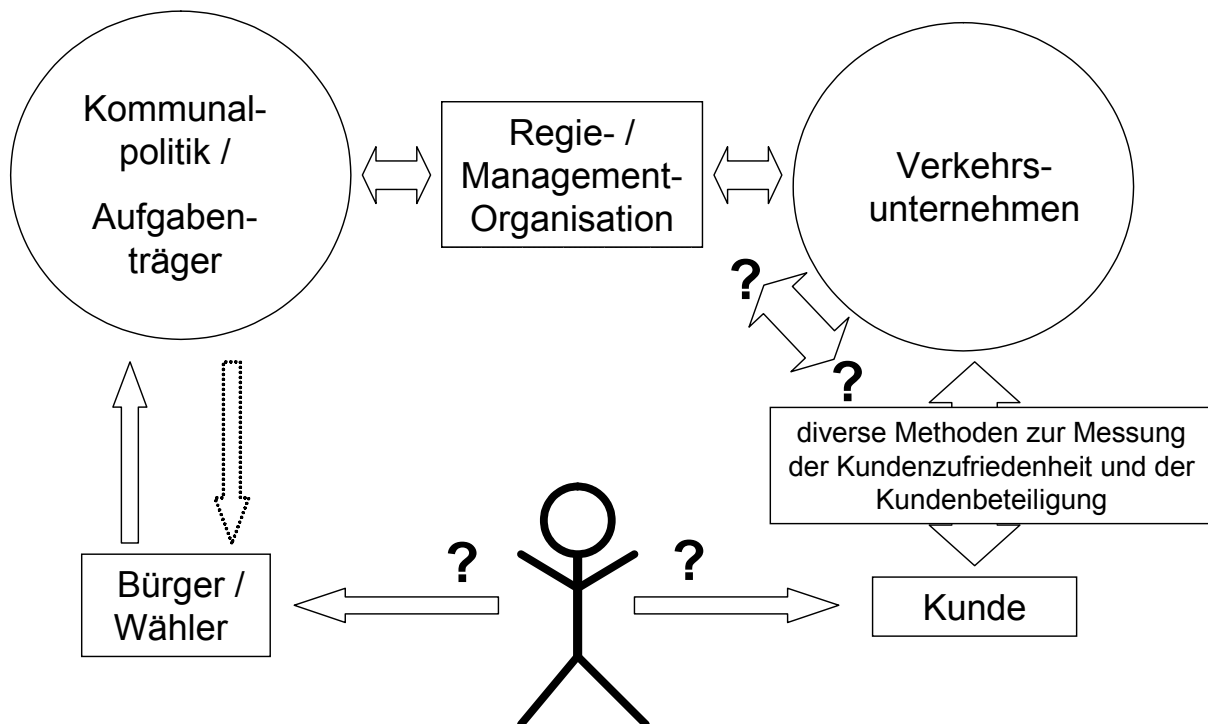 Kommunal-
politik /
Aufgaben-
träger
Regie- /
Management-
Organisation
Verkehrs-
unternehmen
?
?
diverse Methoden zur Messung
der Kundenzufriedenheit und der
Kundenbeteiligung
?
?
Bürger /
Wähler
Kunde